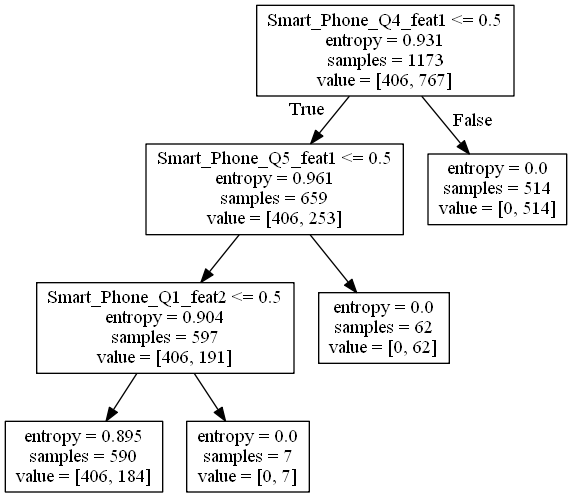 Smart_Phone_Q4_feat1 <= 0.5
entropy = 0.931
samples = 1173
value = [406, 767]
True
False
Smart_Phone_Q5_feat1 <= 0.5
entropy = 0.961
samples = 659
value = [406, 253]
entropy = 0.0
samples = 514
value = [0, 514]
Smart_Phone_Q1_feat2 <= 0.5
entropy = 0.904
samples = 597
value = [406, 191]
entropy = 0.0
samples = 62
value = [0, 62]
entropy = 0.895
samples = 590
value = [406, 184]
entropy = 0.0
samples = 7
value = [0, 7]